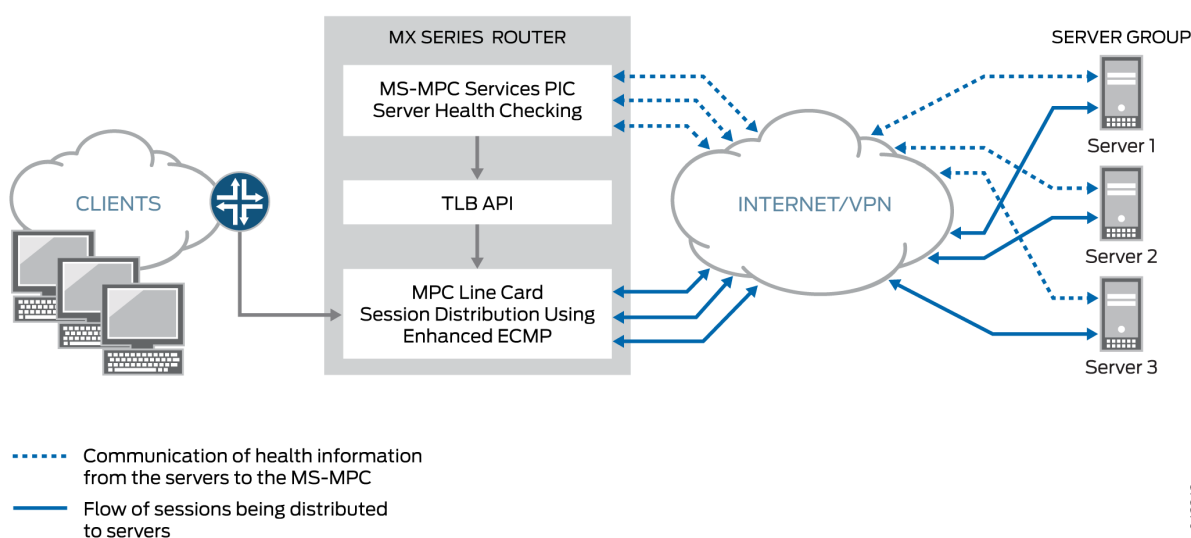 MX SERIES ROUTER
SERVER GROUP
MS-MPC Services PIC
Server Health Checking
Server 1
CLIENTS
TLB API
INTERNET/VPN
Server 2
MPC Line Card
Session Distribution Using
Enhanced ECMP
Server 3
Communication of health information
from the servers to the MS-MPC
Flow of sessions being distributed
to servers